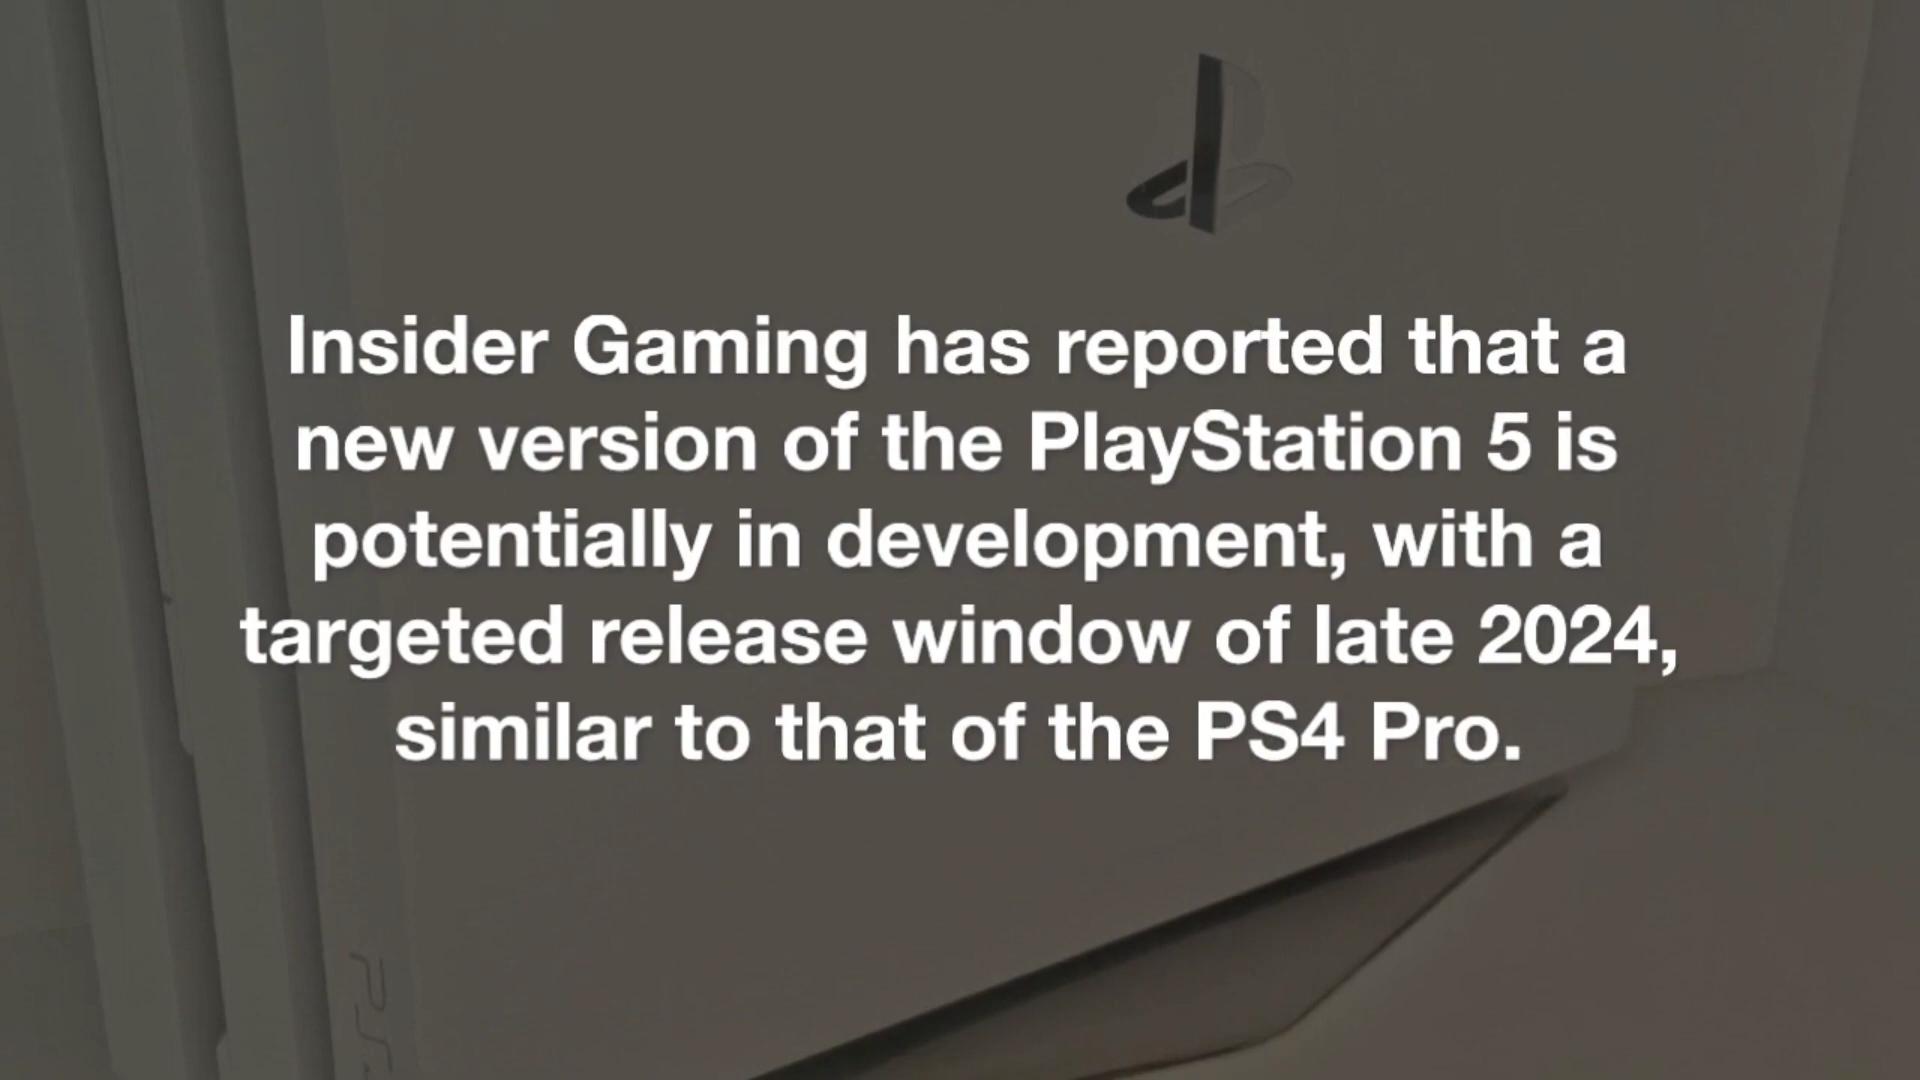 Insider Gaming has reported that a
new version of the PlayStation 5 is
potentially in development, with a
targeted release window of late 2024,
similar to that of the PS4 Pro.